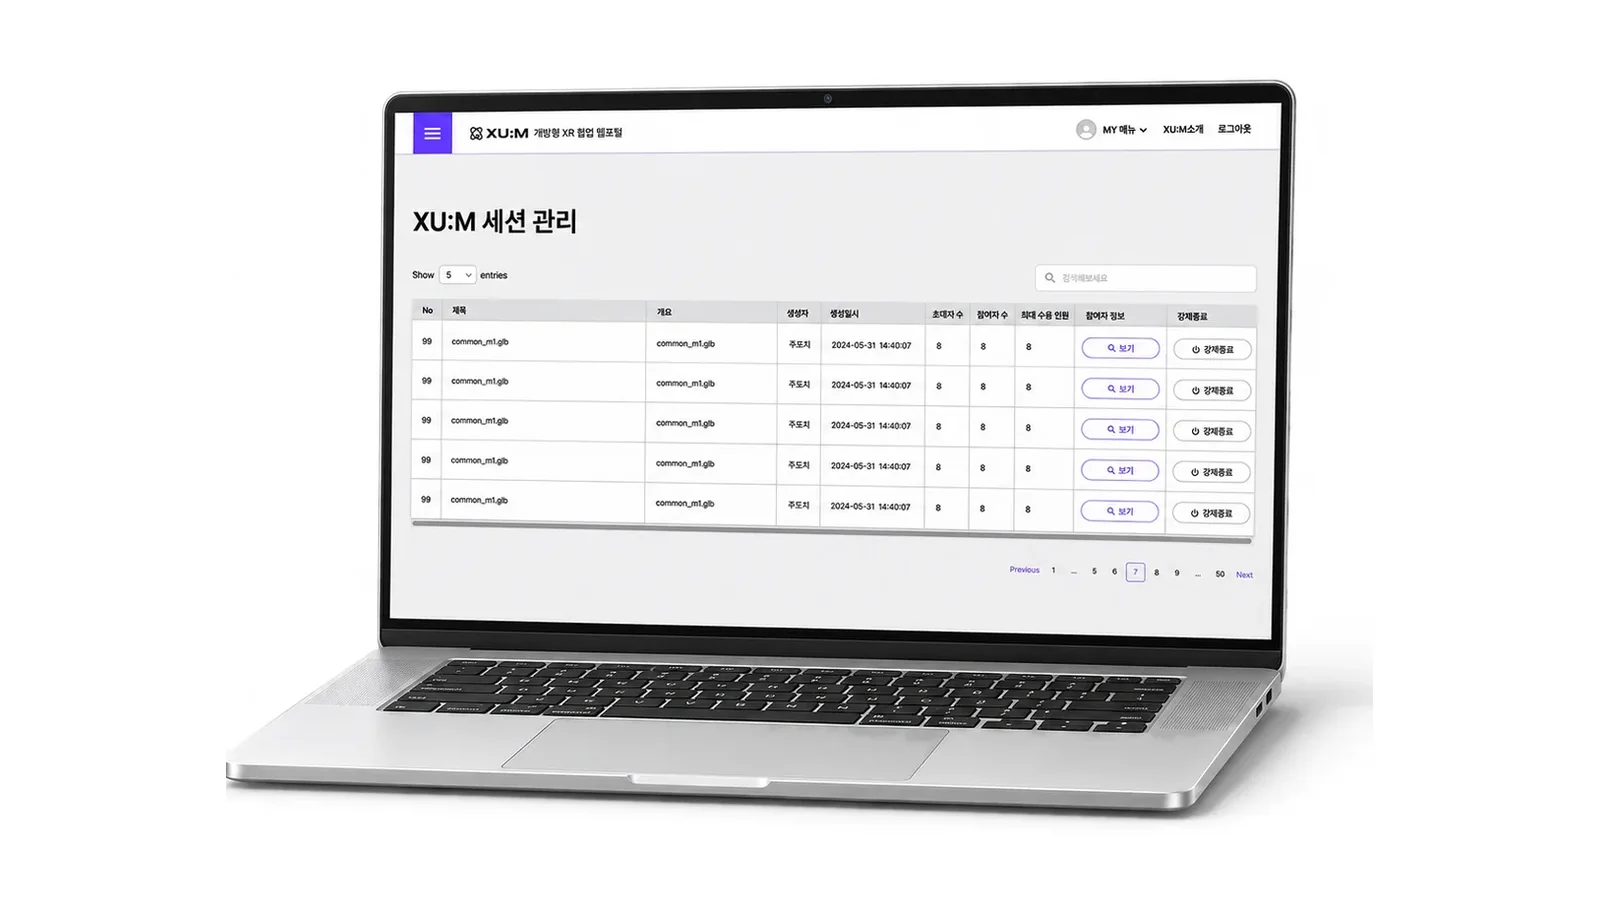 XU:M 개방형 XR 협업 웹포털
MY 메뉴 XU:M소개 로그아웃
XU:M 세션 관리
Show 5 entries
검색해보세요
No 제목 개요 생성자 생성일시 초대자 수 참여자 수 최대 수용 인원 참여자 정보 강제종료
99 common_m1.glb common_m1.glb 주도치 2024-05-31 14:40:07 8 8 8 보기 강제종료
99 common_m1.glb common_m1.glb 주도치 2024-05-31 14:40:07 8 8 8 보기 강제종료
99 common_m1.glb common_m1.glb 주도치 2024-05-31 14:40:07 8 8 8 보기 강제종료
99 common_m1.glb common_m1.glb 주도치 2024-05-31 14:40:07 8 8 8 보기 강제종료
99 common_m1.glb common_m1.glb 주도치 2024-05-31 14:40:07 8 8 8 보기 강제종료
Previous 1 ... 5 6 7 8 9 ... 50 Next